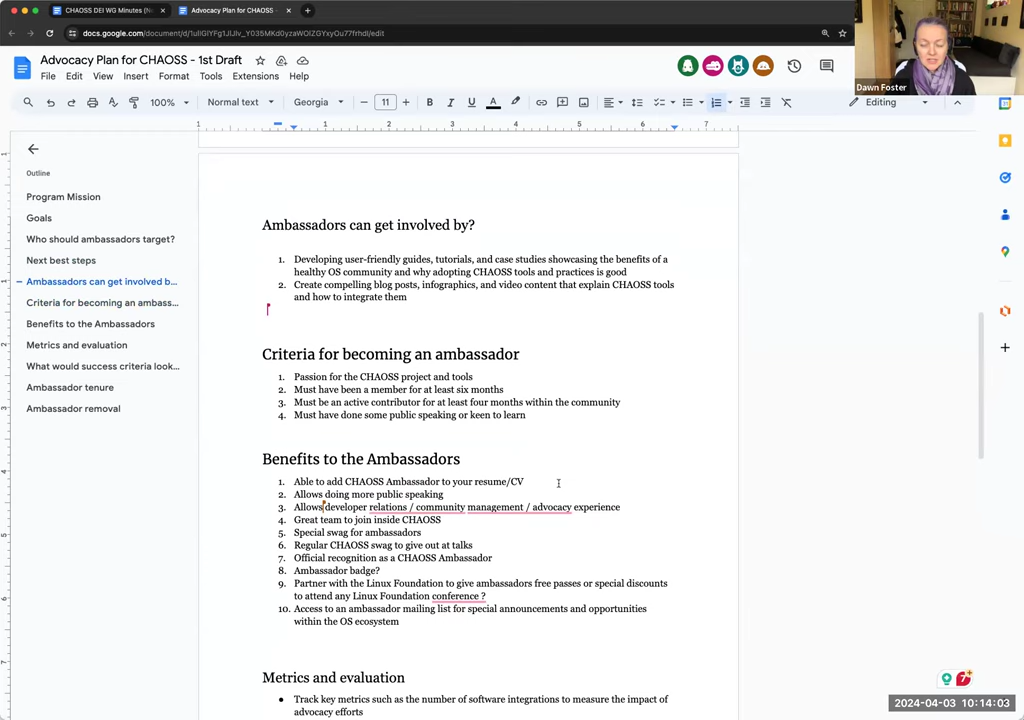 CHAOSS DEI WG Minutes (N
Advocacy Plan for CHAOSS -
docs.google.com/document/d/
/edit
Advocacy Plan for CHAOSS - 1st Draft
File Edit View Insert Format Tools Extensions Help
100% Normal text Georgia 11 B I U A Editing
Dawn Foster
1 1 2 3 4 5 6 7
Outline
Program Mission
Goals
Who should ambassadors target?
Next best steps
Ambassadors can get involved b...
Criteria for becoming an ambass...
Benefits to the Ambassadors
Metrics and evaluation
What would success criteria look...
Ambassador tenure
Ambassador removal
Ambassadors can get involved by?
1. Developing user-friendly guides, tutorials, and case studies showcasing the benefits of a
healthy OS community and why adopting CHAOSS tools and practices is good
2. Create compelling blog posts, infographics, and video content that explain CHAOSS tools
and how to integrate them
Criteria for becoming an ambassador
1. Passion for the CHAOSS project and tools
2. Must have been a member for at least six months
3. Must be an active contributor for at least four months within the community
4. Must have done some public speaking or keen to learn
Benefits to the Ambassadors
1. Able to add CHAOSS Ambassador to your resume/CV
2. Allows doing more public speaking
3. Allows developer relations / community management / advocacy experience
4. Great team to join inside CHAOSS
5. Special swag for ambassadors
6. Regular CHAOSS swag to give out at talks
7. Official recognition as a CHAOSS Ambassador
8. Ambassador badge?
9. Partner with the Linux Foundation to give ambassadors free passes or special discounts
to attend any Linux Foundation conference ?
10. Access to an ambassador mailing list for special announcements and opportunities
within the OS ecosystem
Metrics and evaluation
● Track key metrics such as the number of software integrations to measure the impact of
advocacy efforts
7
2024-04-03 10:14:03